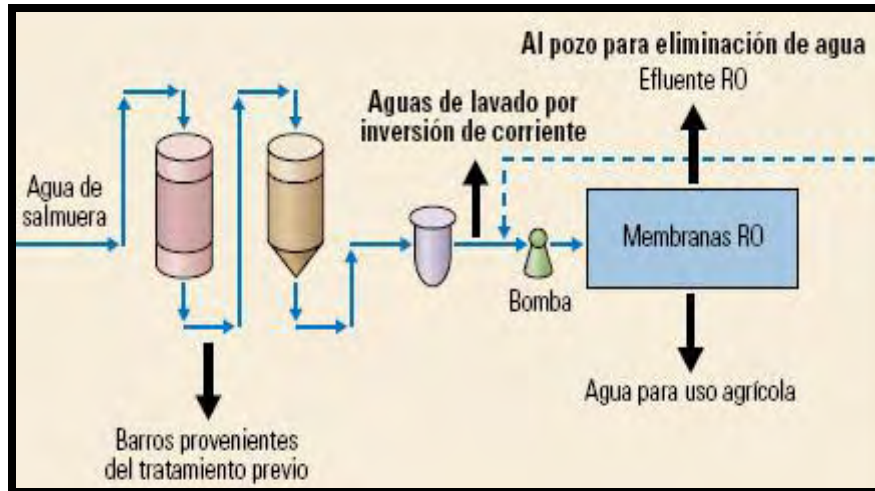 Al pozo para eliminación de agua
Efluente RO
Aguas de lavado por
inversión de corriente
Agua de
salmuera
Membranas RO
Bomba
Agua para uso agrícola
Barros provenientes
del tratamiento previo